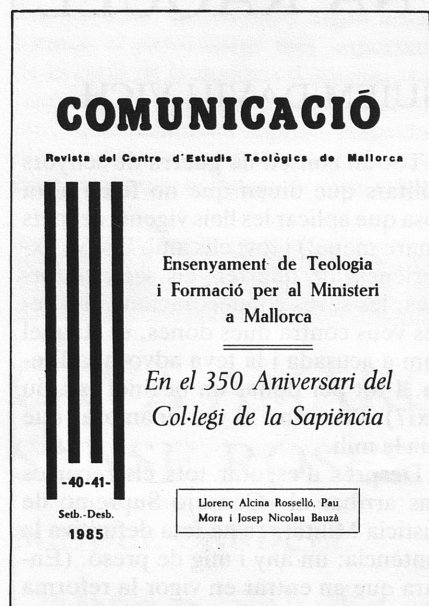 COMUNICACIÓ
Revista del Centre d'Estudis Teològics de Mallorca
Ensenyament de Teologia
i Formació per al Ministeri
a Mallorca
En el 350 Aniversari del
Col·legi de la Sapiència
-40-41-
Setb.-Desb.
1985
Llorenç Alcina Rosselló, Pau
Mora i Josep Nicolau Bauzà